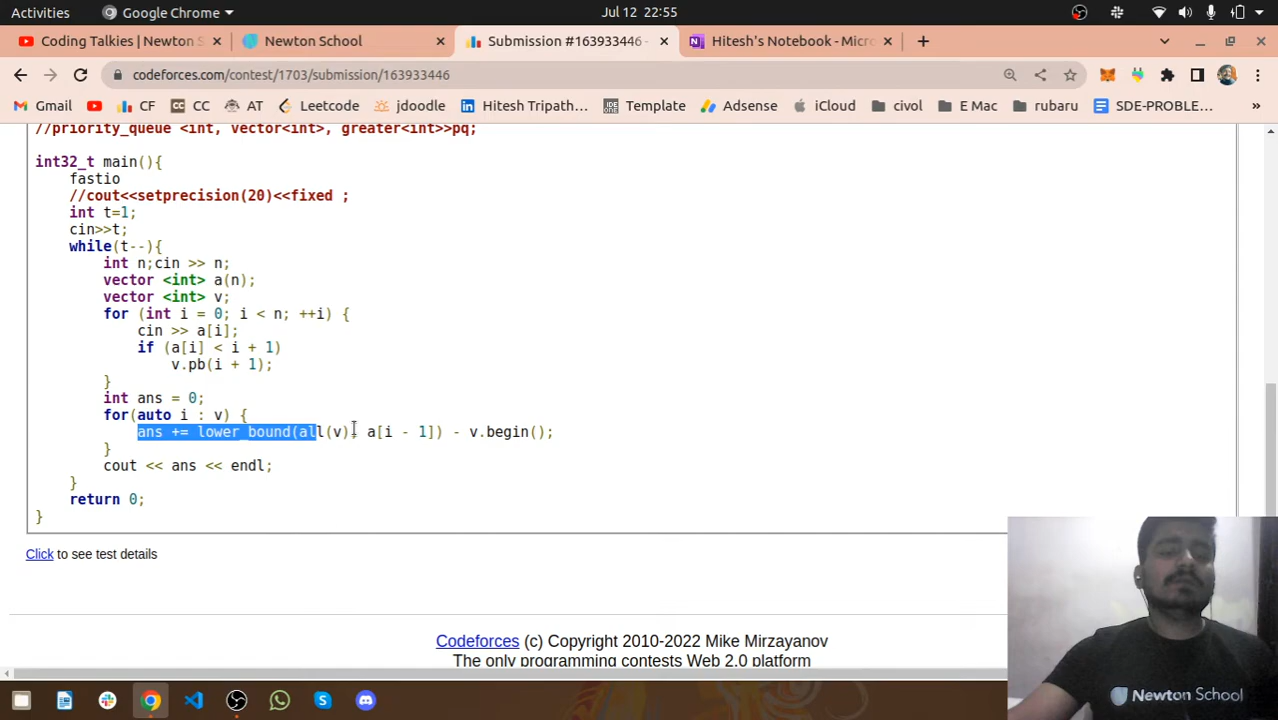 Activities
Google Chrome
Jul 12 22:55
Coding Talkies | Newton S
Newton School
Submission #163933446 -
Hitesh's Notebook - Micro
codeforces.com/contest/1703/submission/163933446
Gmail
CF
CC
AT
Leetcode
jdoodle
Hitesh Tripath...
Template
Adsense
iCloud
civol
E Mac
rubaru
SDE-PROBLE...
//priority_queue <int, vector<int>, greater<int>>pq;
int32_t main(){
fastio
//cout<<setprecision(20)<<fixed ;
int t=1;
cin>>t;
while(t--){
int n;cin >> n;
vector <int> a(n);
vector <int> v;
for (int i = 0; i < n; ++i) {
cin >> a[i];
if (a[i] < i + 1)
v.pb(i + 1);
}
int ans = 0;
for(auto i : v) {
ans += lower_bound(all(v), a[i - 1]) - v.begin();
}
cout << ans << endl;
}
return 0;
}
Click to see test details
Codeforces (c) Copyright 2010-2022 Mike Mirzayanov
The only programming contests Web 2.0 platform
Newton School